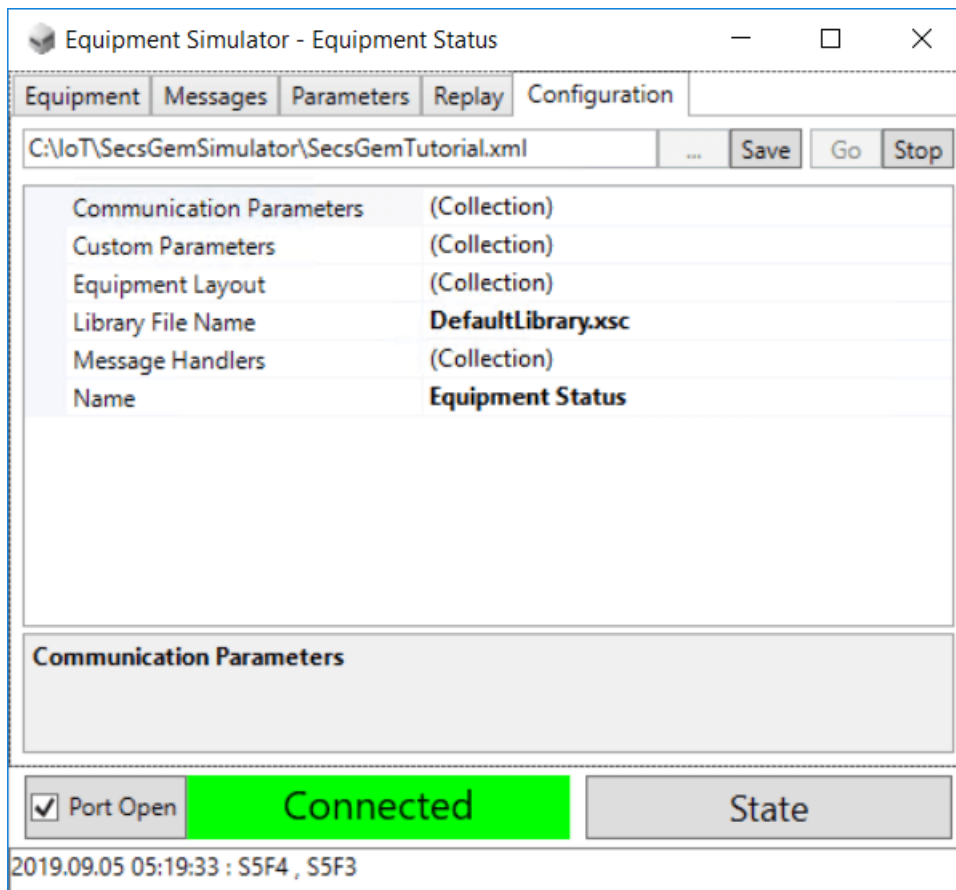 Equipment Simulator - Equipment Status
Equipment Messages Parameters Replay Configuration
C:\IoT\SecsGemSimulator\SecsGemTutorial.xml ... Save Go Stop
Communication Parameters (Collection)
Custom Parameters (Collection)
Equipment Layout (Collection)
Library File Name DefaultLibrary.xsc
Message Handlers (Collection)
Name Equipment Status
Communication Parameters
Port Open Connected State
2019.09.05 05:19:33 : S5F4 , S5F3